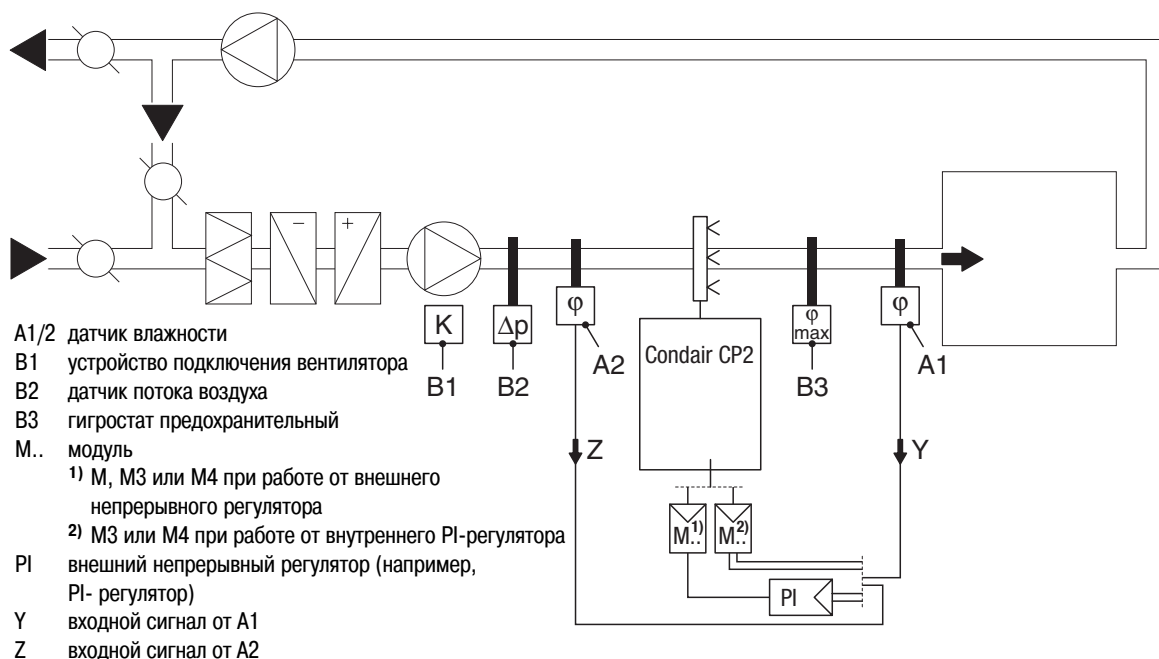 − +
K
Δp
φ
φ
max
φ
Condair CP2
B1
B2
A2
B3
A1
Z
Y
M..1)
M..2)
PI
A1/2 датчик влажности
B1 устройство подключения вентилятора
B2 датчик потока воздуха
B3 гигростат предохранительный
M.. модуль
1) M, M3 или M4 при работе от внешнего
непрерывного регулятора
2) M3 или M4 при работе от внутреннего PI-регулятора
PI внешний непрерывный регулятор (например,
PI- регулятор)
Y входной сигнал от A1
Z входной сигнал от A2